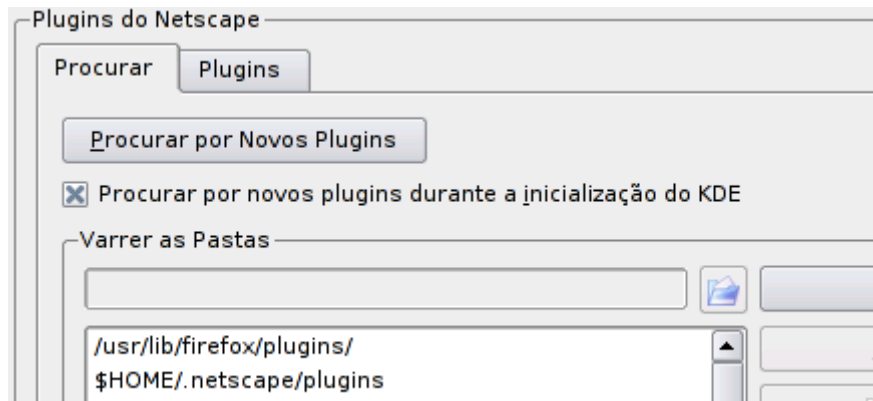 Plugins do Netscape
Procurar
Plugins
Procurar por Novos Plugins
Procurar por novos plugins durante a inicialização do KDE
Varrer as Pastas
/usr/lib/firefox/plugins/
$HOME/.netscape/plugins